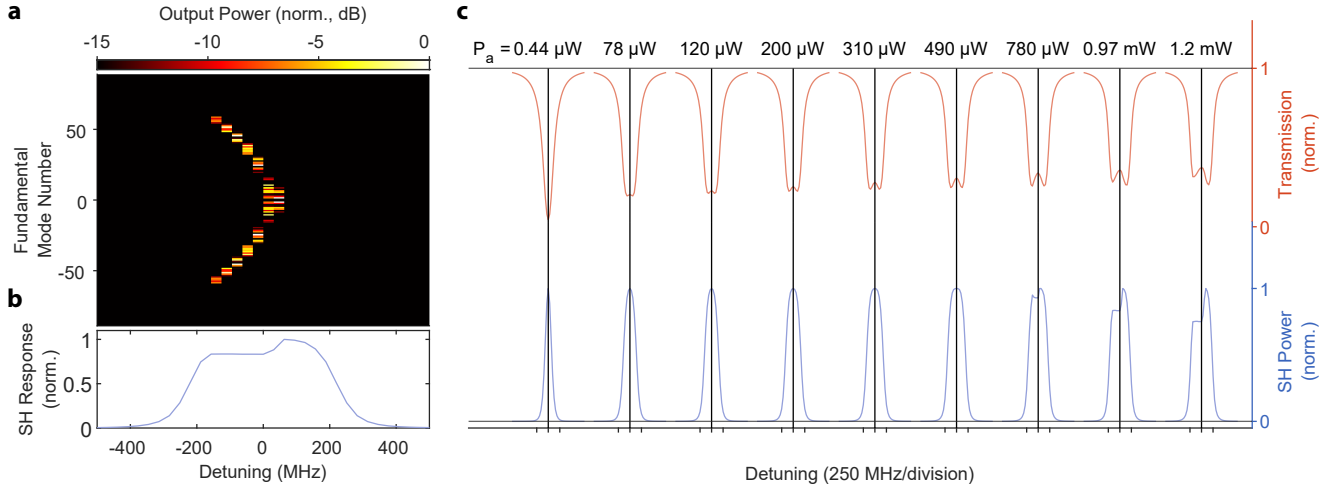 a
Output Power (norm., dB)
-15 -10 -5 0
Fundamental
Mode Number
50
0
-50
b
SH Response
(norm.)
1
0.5
0
-400 -200 0 200 400
Detuning (MHz)
c
Pa = 0.44 µW 78 µW 120 µW 200 µW 310 µW 490 µW 780 µW 0.97 mW 1.2 mW
1
Transmission
(norm.)
0
1
SH Power
(norm.)
0
Detuning (250 MHz/division)